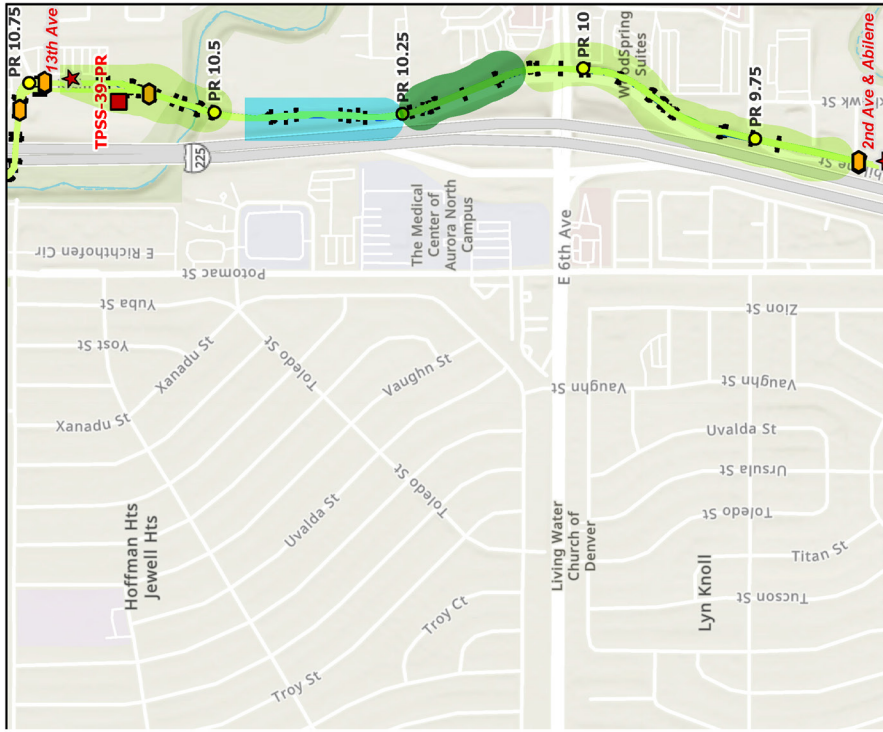 PR 10.75
13th Ave
TPSS-39-PR
PR 10.5
PR 10.25
PR 10
WoodSpring
Suites
PR 9.75
2nd Ave & Abilene
225
E Richthofen Cir
Potomac St
The Medical
Center of
Aurora North
Campus
E 6th Ave
Yuba St
Yost St
Xanadu St
Xanadu St
Toledo St
Vaughn St
Vaughn St
Zion St
Vaughn St
Uvalda St
Ursula St
Toledo St
Titan St
Tucson St
Toledo St
Uvalda St
Hoffman Hts
Jewell Hts
Living Water
Church of
Denver
Lyn Knoll
Troy Ct
Troy St